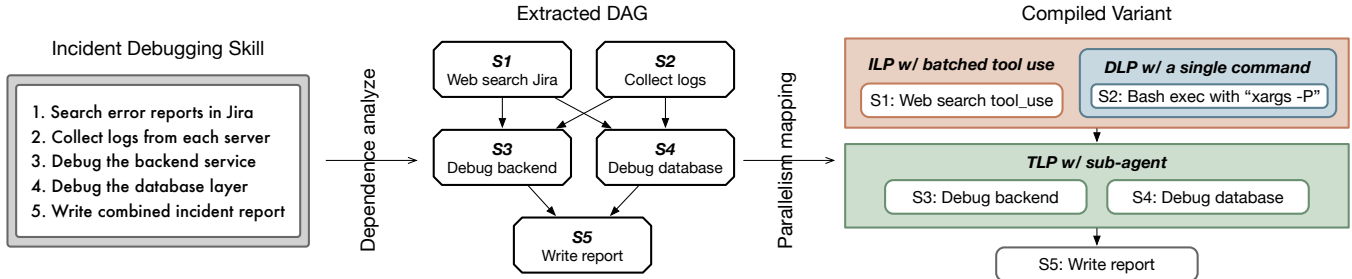 Incident Debugging Skill
1. Search error reports in Jira
2. Collect logs from each server
3. Debug the backend service
4. Debug the database layer
5. Write combined incident report
Dependence analyze
Extracted DAG
S1
Web search Jira
S2
Collect logs
S3
Debug backend
S4
Debug database
S5
Write report
Parallelism mapping
Compiled Variant
ILP w/ batched tool use
S1: Web search tool_use
DLP w/ a single command
S2: Bash exec with “xargs -P”
TLP w/ sub-agent
S3: Debug backend
S4: Debug database
S5: Write report